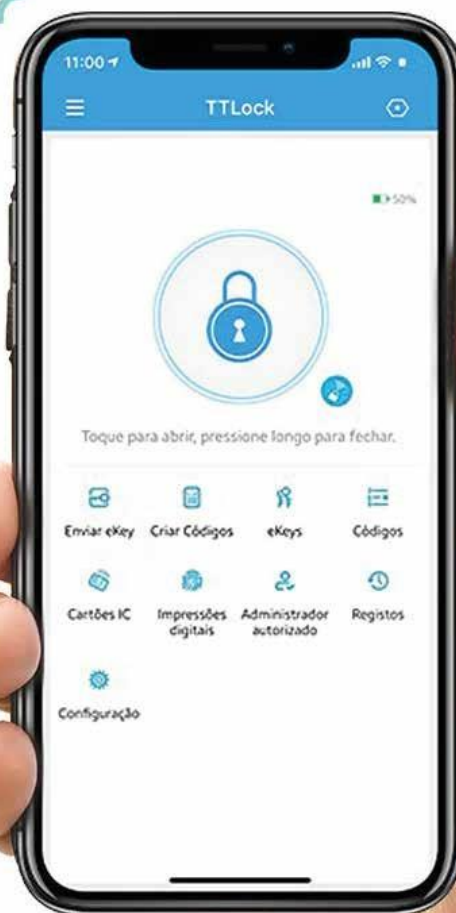 11:00
TTLock
50%
Toque para abrir, pressione longo para fechar.
Enviar eKey Criar Códigos eKeys Códigos
Cartões IC Impressões digitais Administrador autorizado Registos
Configuração